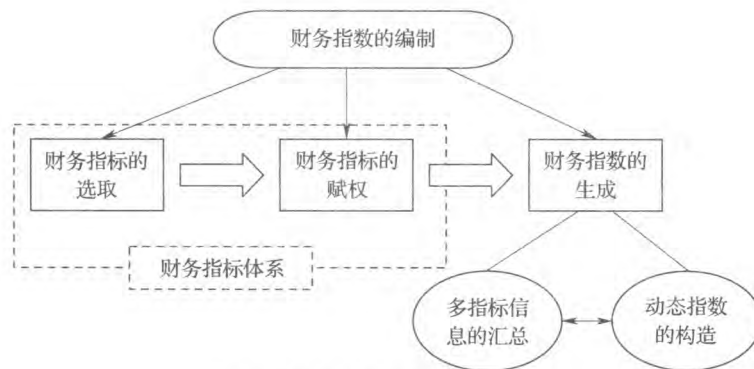 财务指数的编制
财务指标的
选取
财务指标的
赋权
财务指数的
生成
财务指标体系
多指标信
息的汇总
动态指数
的构造